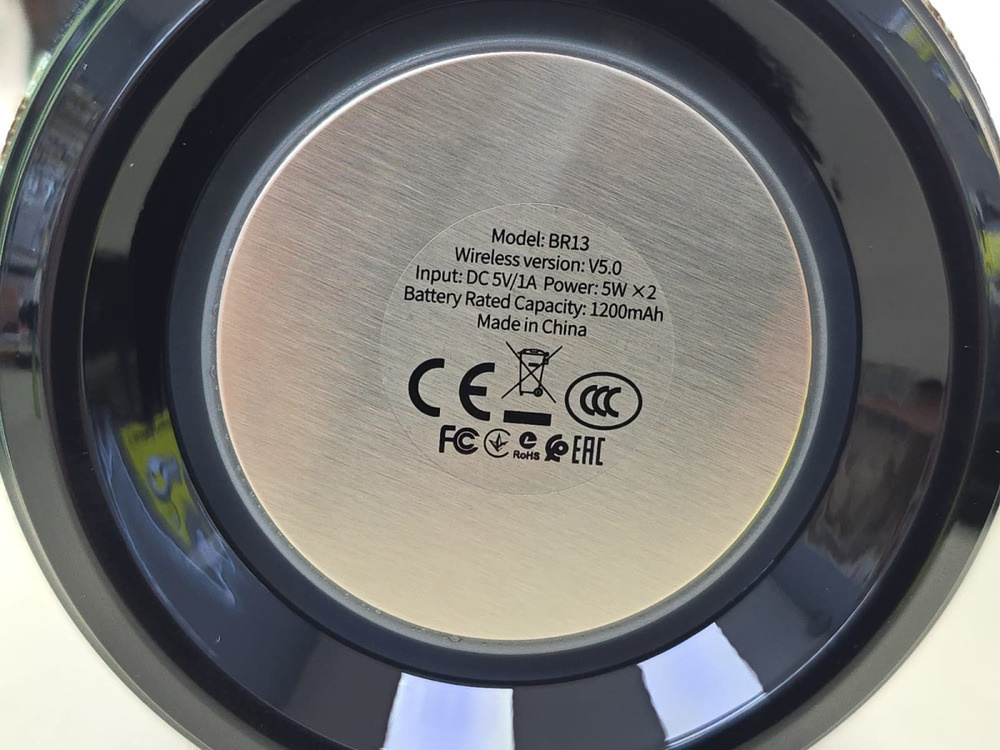 Model: BR13
Wireless version: V5.0
Input: DC 5V/1A Power: 5W ×2
Battery Rated Capacity: 1200mAh
Made in China
CE CCC
FC RoHS EAC